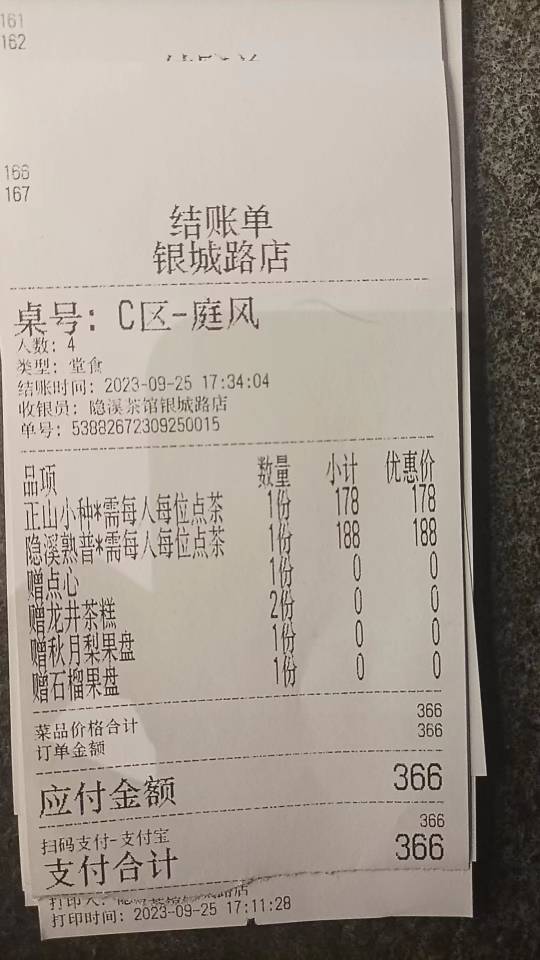 161
162
166
167
结账单
银城路店
桌号: C区-庭风
人数: 4
类型: 堂食
结账时间: 2023-09-25 17:34:04
收银员: 隐溪茶馆银城路店
单号: 53882672309250015
品项 数量 小计 优惠价
正山小种*需每人每位点茶 1份 178 178
隐溪熟普*需每人每位点茶 1份 188 188
赠点心 1份 0 0
赠龙井茶糕 2份 0 0
赠秋月梨果盘 1份 0 0
赠石榴果盘 1份 0 0
菜品价格合计 366
订单金额 366
应付金额 366
扫码支付-支付宝 366
支付合计 366
打印时间: 2023-09-25 17:11:28